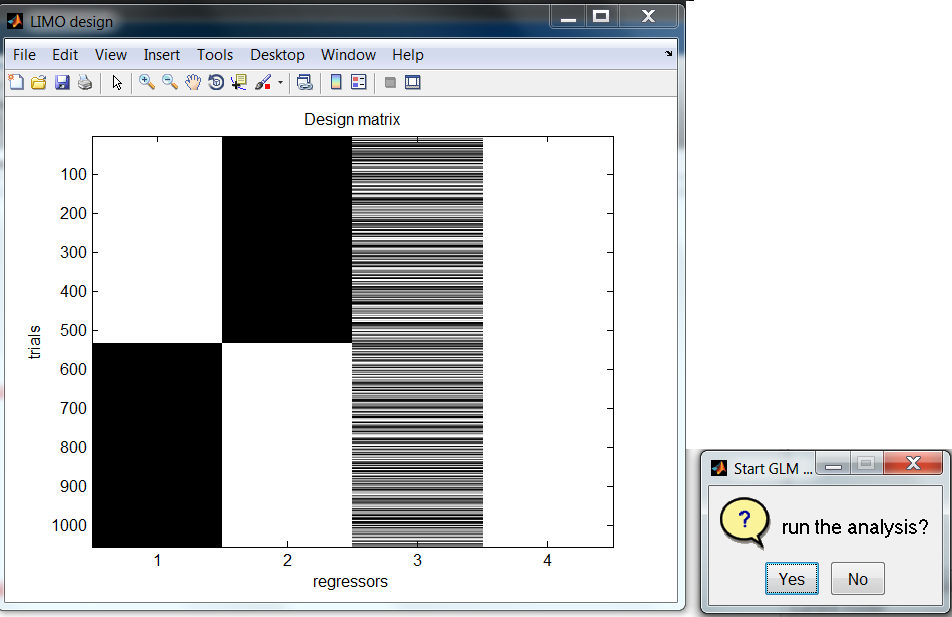 LIMO design
File Edit View Insert Tools Desktop Window Help
Design matrix
100
200
300
400
500
600
700
800
900
1000
trials
1 2 3 4
regressors
Start GLM ...
?
run the analysis?
Yes No